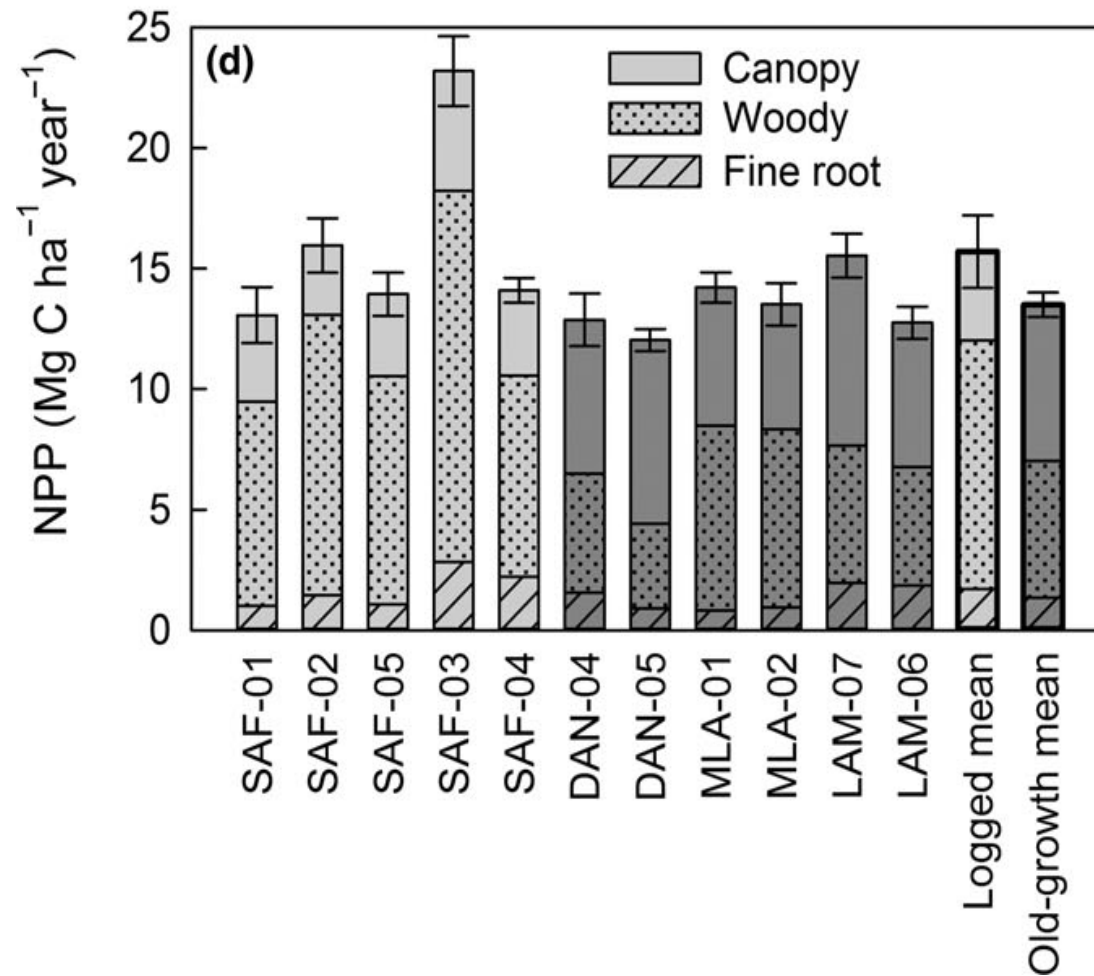 (d)
Canopy
Woody
Fine root
NPP (Mg C ha⁻¹ year⁻¹)
25
20
15
10
5
0
SAF-01
SAF-02
SAF-05
SAF-03
SAF-04
DAN-04
DAN-05
MLA-01
MLA-02
LAM-07
LAM-06
Logged mean
Old-growth mean